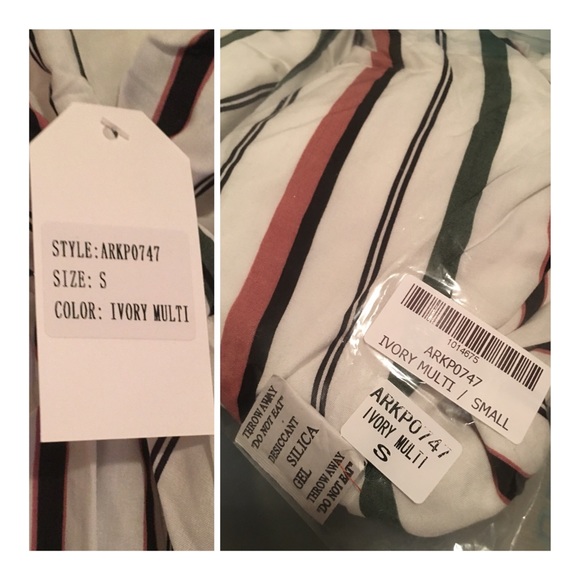 STYLE:ARKP0747
SIZE: S
COLOR: IVORY MULTI
1014675
ARKP0747
IVORY MULTI / SMALL
ARKP0747
IVORY MULTI
S
THROW AWAY
"DO NOT EAT"
DESICCANT
SILICA
GEL
THROW AWAY
"DO NOT EAT"